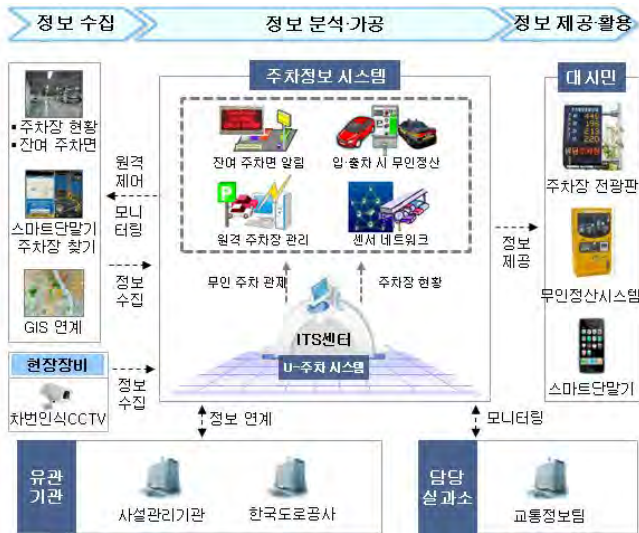 정보 수집
정보 분석·가공
정보 제공·활용
▪ 주차장 현황
▪ 잔여 주차면
스마트단말기
주차장 찾기
GIS 연계
현장장비
차번인식CCTV
원격
제어
모니
터링
정보
수집
정보
수집
주차정보 시스템
잔여 주차면 알림
입·출차 시 무인정산
원격 주차장 관리
센서 네트워크
무인 주차 관제
주차장 현황
ITS센터
U-주차 시스템
정보
제공
대시민
주차장 전광판
무인정산시스템
스마트단말기
정보 연계
모니터링
유관
기관
사설관리기관
한국도로공사
담당
실과소
교통정보팀